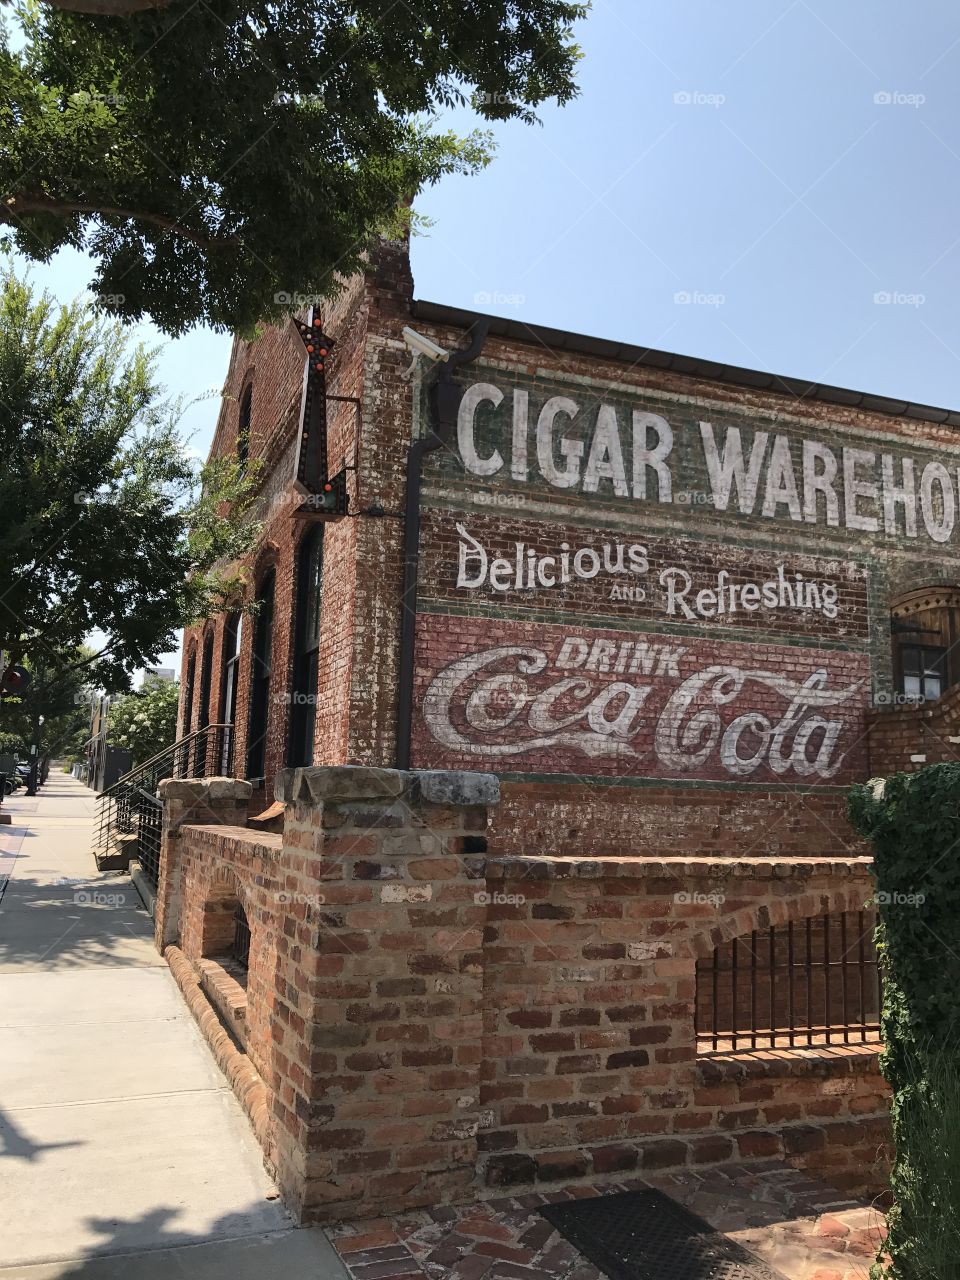 CIGAR WAREHO
Delicious AND Refreshing
DRINK
Coca Cola